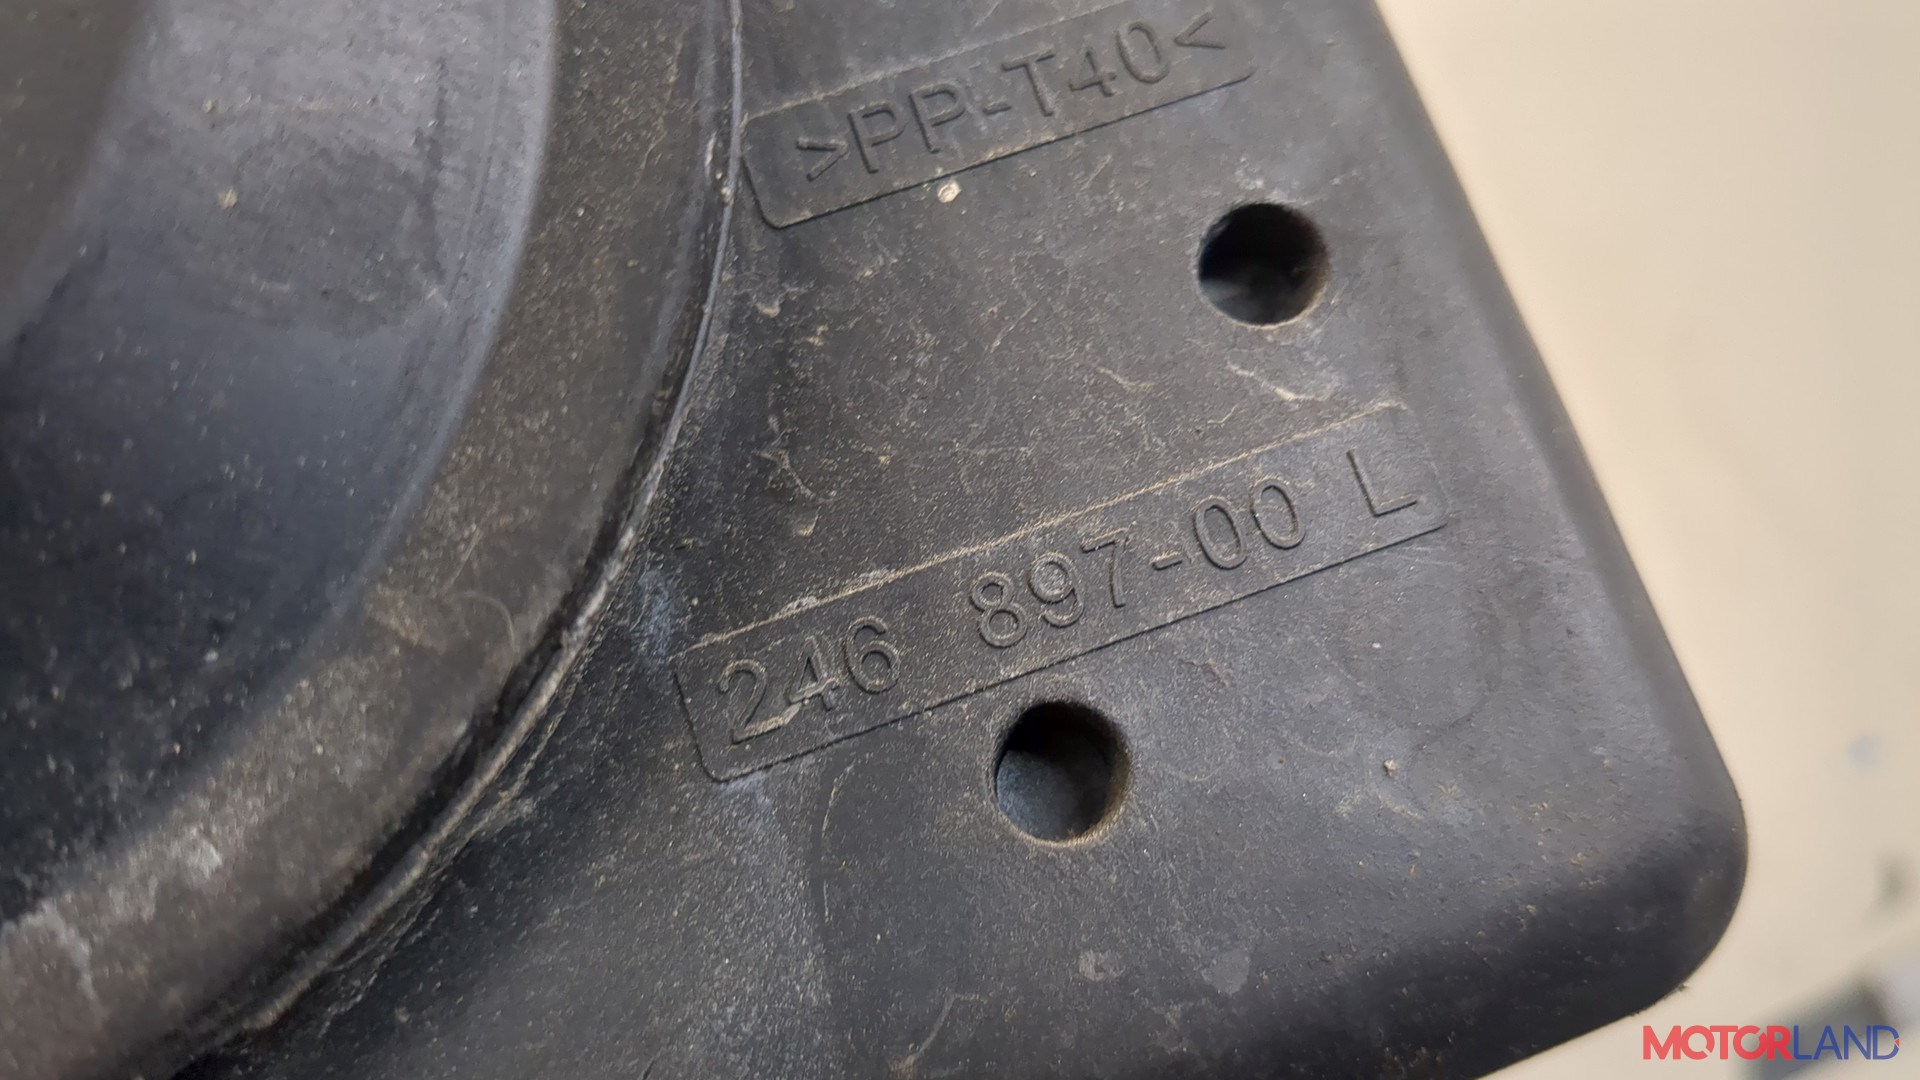 >PP-T40<
246 897-00 L
MOTORLAND